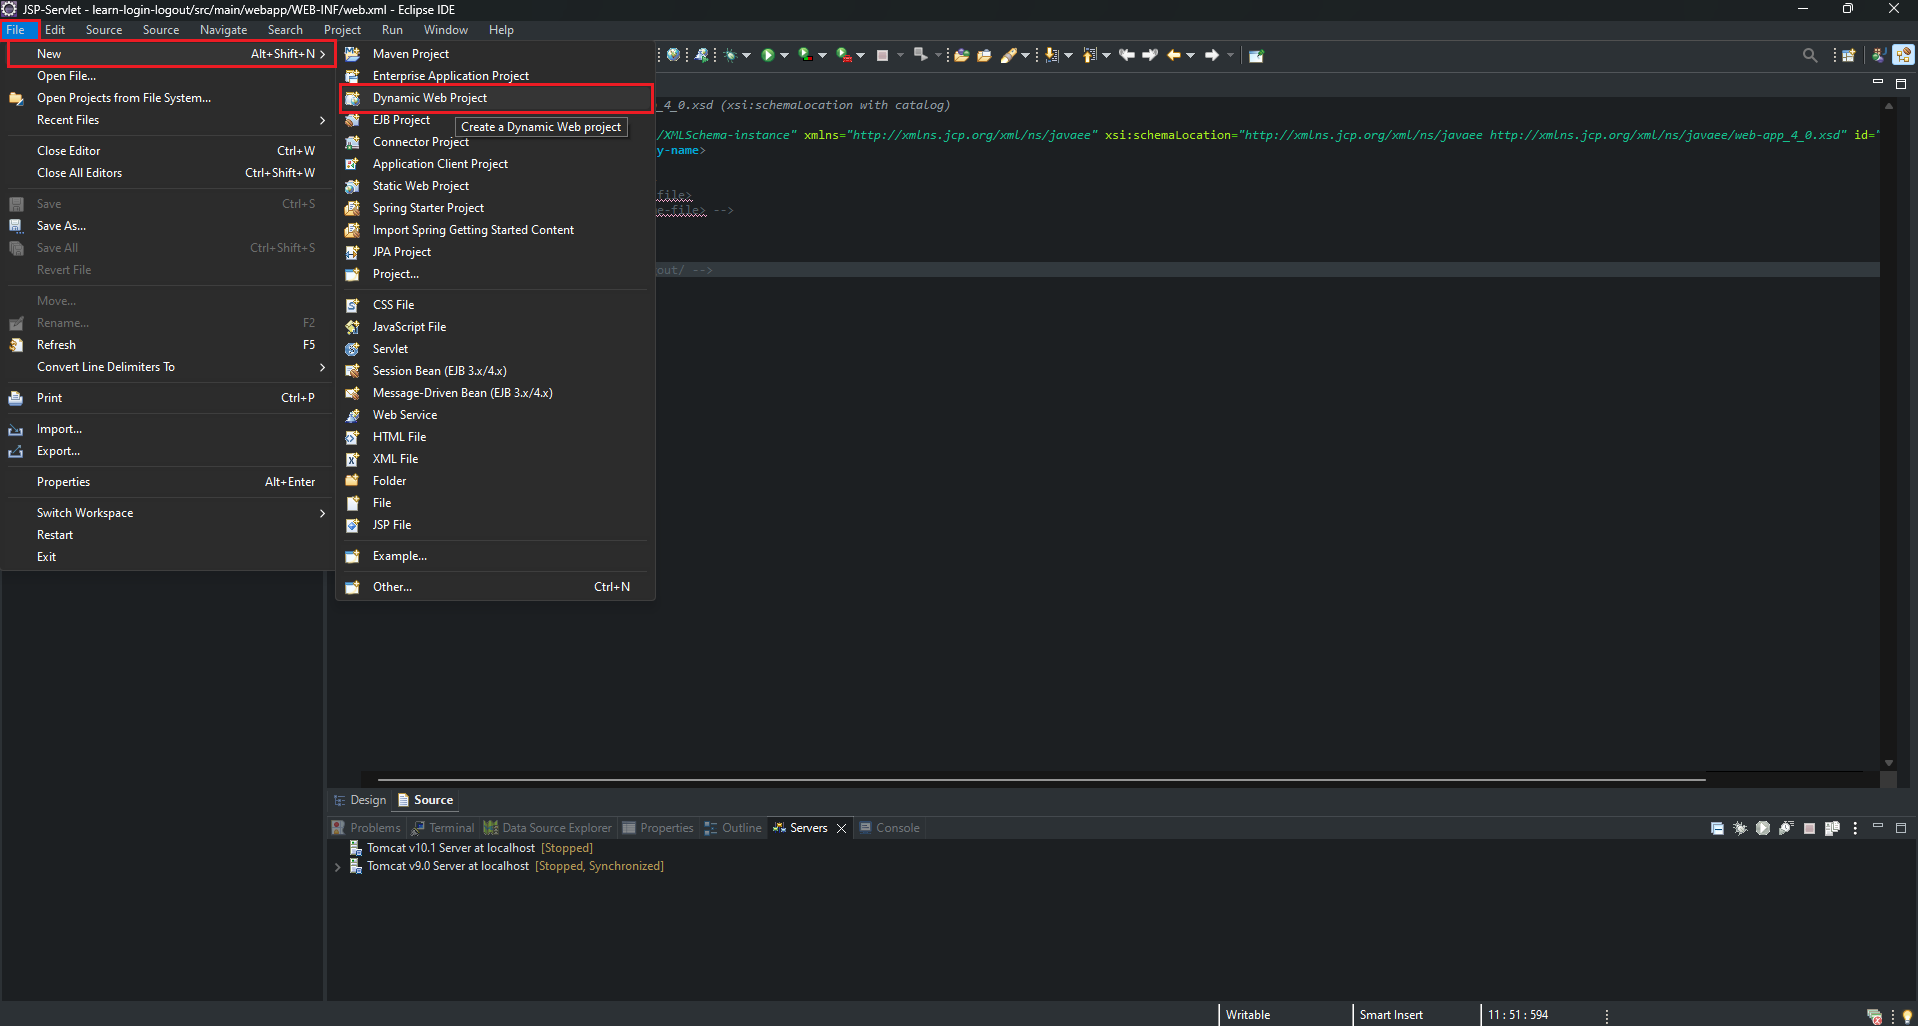 JSP-Servlet - learn-login-logout/src/main/webapp/WEB-INF/web.xml - Eclipse IDE
File Edit Source Source Navigate Search Project Run Window Help
New Alt+Shift+N
Open File...
Open Projects from File System...
Recent Files
Close Editor Ctrl+W
Close All Editors Ctrl+Shift+W
Save Ctrl+S
Save As...
Save All Ctrl+Shift+S
Revert File
Move...
Rename... F2
Refresh F5
Convert Line Delimiters To
Print Ctrl+P
Import...
Export...
Properties Alt+Enter
Switch Workspace
Restart
Exit
Maven Project
Enterprise Application Project
Dynamic Web Project
EJB Project
Create a Dynamic Web project
Connector Project
Application Client Project
Static Web Project
Spring Starter Project
Import Spring Getting Started Content
JPA Project
Project...
CSS File
JavaScript File
Servlet
Session Bean (EJB 3.x/4.x)
Message-Driven Bean (EJB 3.x/4.x)
Web Service
HTML File
XML File
Folder
File
JSP File
Example...
Other... Ctrl+N
_4_0.xsd (xsi:schemaLocation with catalog)
/XMLSchema-instance" xmlns="http://xmlns.jcp.org/xml/ns/javaee" xsi:schemaLocation="http://xmlns.jcp.org/xml/ns/javaee http://xmlns.jcp.org/xml/ns/javaee/web-app_4_0.xsd" id="
y-name>
file>
e-file> -->
out/ -->
Design Source
Problems Terminal Data Source Explorer Properties Outline Servers Console
Tomcat v10.1 Server at localhost [Stopped]
Tomcat v9.0 Server at localhost [Stopped, Synchronized]
Writable Smart Insert 11 : 51 : 594